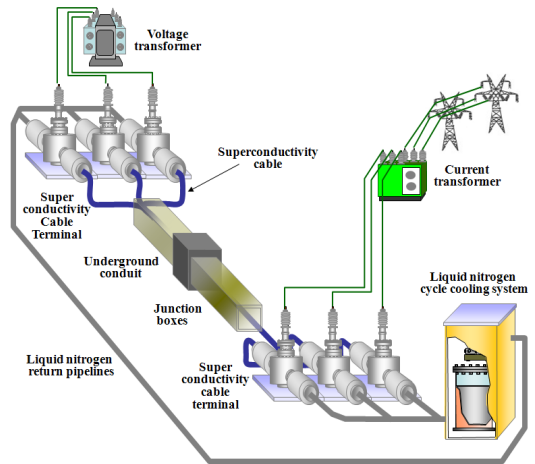 Voltage
transformer
Superconductivity
cable
Current
transformer
Super
conductivity
Cable
Terminal
Underground
conduit
Liquid nitrogen
cycle cooling system
Junction
boxes
Liquid nitrogen
return pipelines
Super
conductivity
cable
terminal